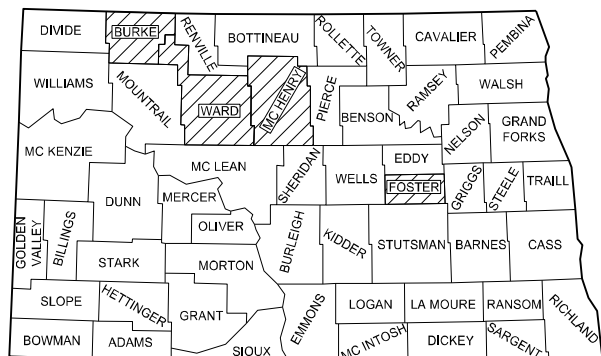 DIVIDE
BURKE
RENVILLE
BOTTINEAU
ROLLETTE
TOWNER
CAVALIER
PEMBINA
WILLIAMS
MOUNTRAIL
WARD
MC HENRY
PIERCE
BENSON
RAMSEY
WALSH
NELSON
GRAND
FORKS
MC KENZIE
MC LEAN
SHERIDAN
WELLS
EDDY
FOSTER
GRIGGS
STEELE
TRAILL
DUNN
MERCER
OLIVER
GOLDEN
VALLEY
BILLINGS
STARK
MORTON
BURLEIGH
KIDDER
STUTSMAN
BARNES
CASS
SLOPE
HETTINGER
GRANT
EMMONS
LOGAN
LA MOURE
RANSOM
RICHLAND
BOWMAN
ADAMS
SIOUX
MC INTOSH
DICKEY
SARGENT